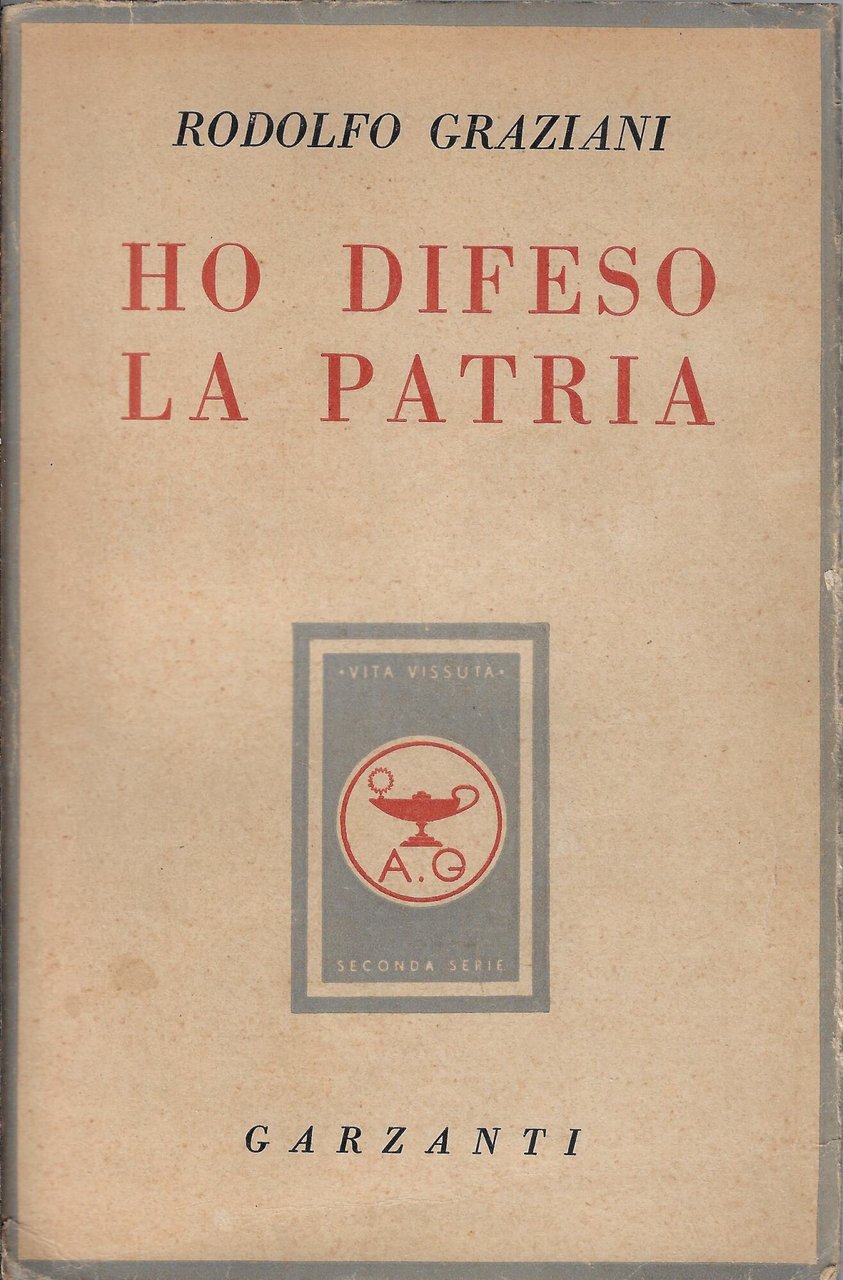 RODOLFO GRAZIANI
HO DIFESO
LA PATRIA
•VITA VISSUTA•
A.G
SECONDA SERIE
GARZANTI